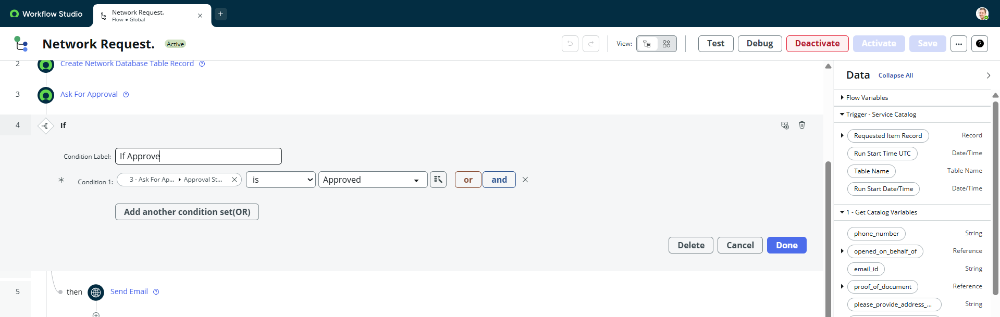 Workflow Studio
Network Request.
Flow • Global
Network Request.
Active
View:
Test
Debug
Deactivate
Activate
Save
2
Create Network Database Table Record
3
Ask For Approval
4
If
Condition Label:
If Approve
* Condition 1:
3 - Ask For Ap...
Approval St...
is
Approved
or
and
Add another condition set(OR)
Delete
Cancel
Done
5
then
Send Email
Data
Collapse All
Flow Variables
Trigger - Service Catalog
Requested Item Record
Record
Run Start Time UTC
Date/Time
Table Name
Table Name
Run Start Date/Time
Date/Time
1 - Get Catalog Variables
phone_number
String
opened_on_behalf_of
Reference
email_id
String
proof_of_document
Reference
please_provide_address_...
String